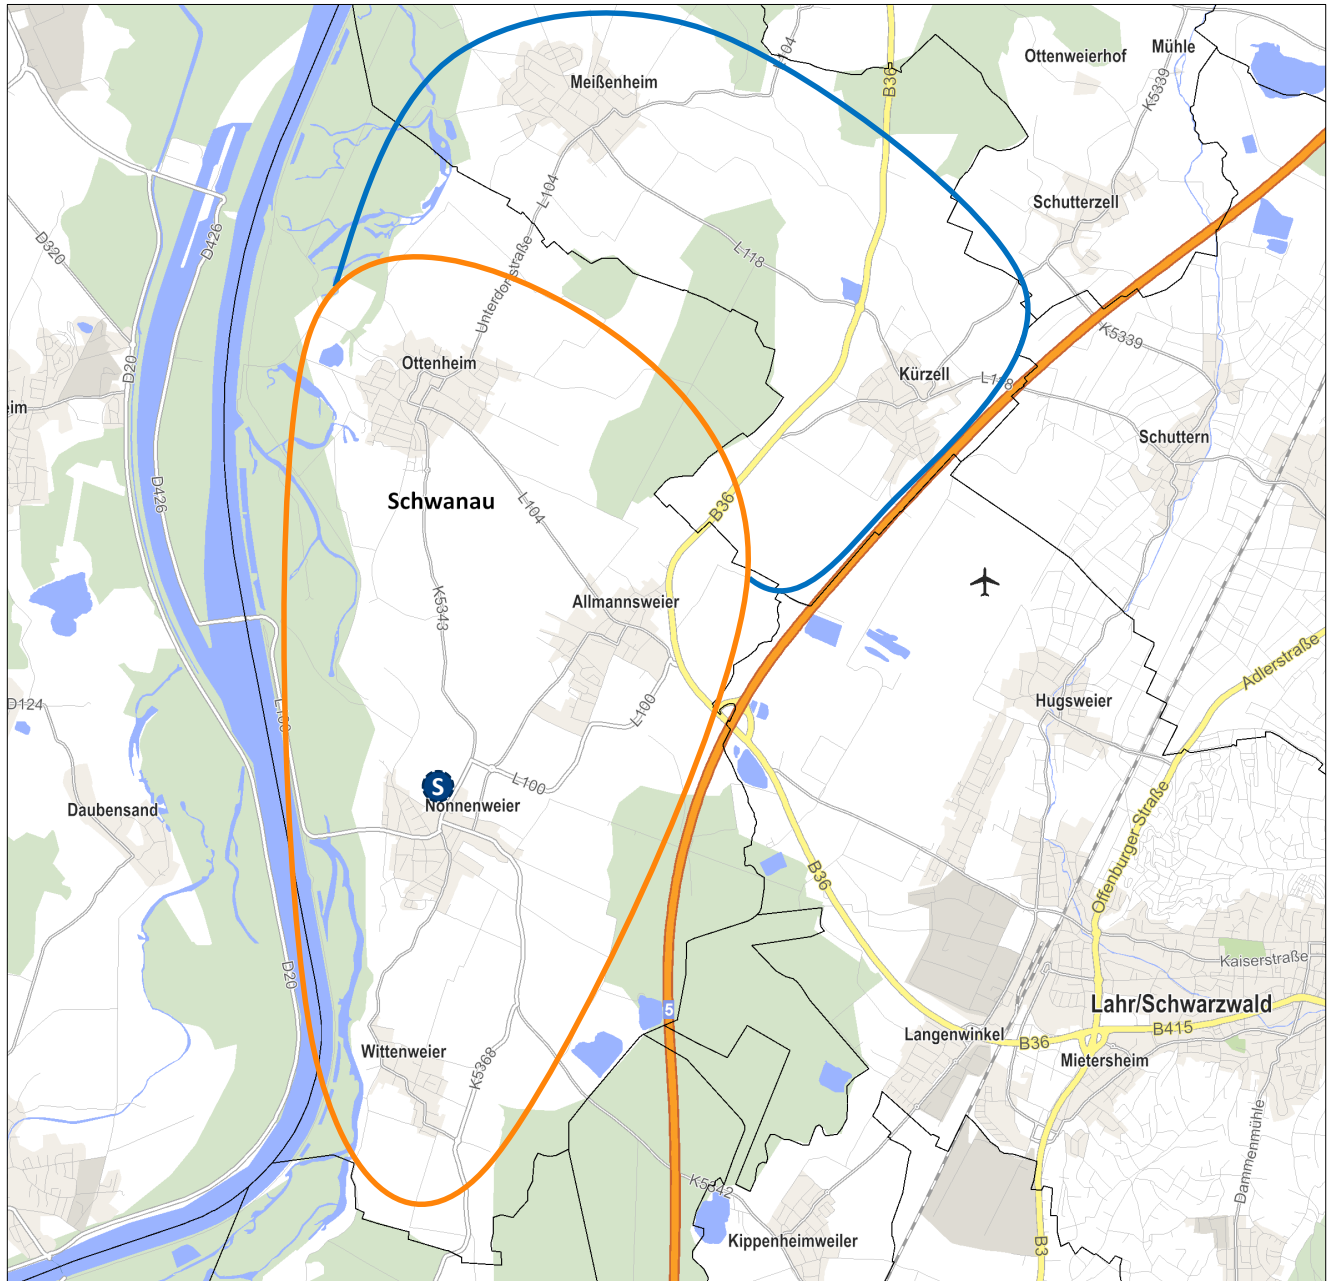 Ottenweierhof
Mühle
L104
B36
Meißenheim
K5339
L104
Schutterzell
D320
D426
L118
Unterdorfstraße
K5339
Ottenheim
D20
Kürzell
L118
eim
Schuttern
D426
Schwanau
L104
B36
K5343
Allmannsweier
Adlerstraße
D124
L100
L100
Hugsweier
S
L100
Nonnenweier
Daubensand
Offenburger Straße
B36
D20
Kaiserstraße
5
Lahr/Schwarzwald
Langenwinkel
B36
B415
Wittenweier
K5368
Mietersheim
Dammenmühle
K5342
Kippenheimweiler
B3